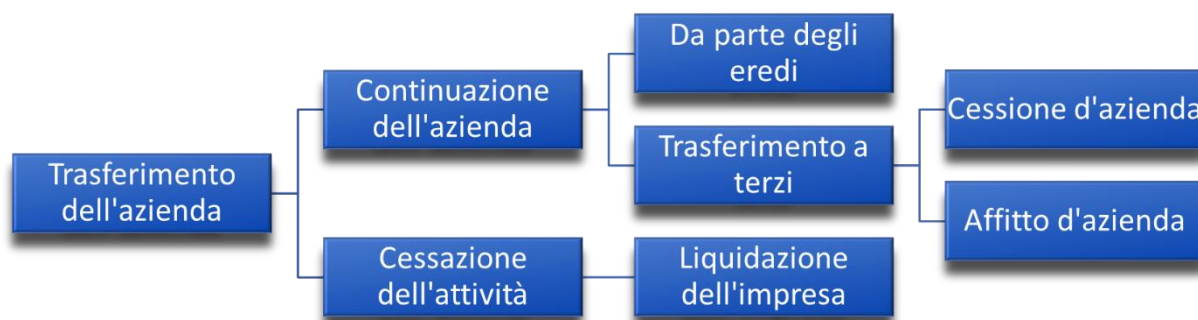 Trasferimento
dell'azienda
Continuazione
dell'azienda
Da parte degli
eredi
Trasferimento a
terzi
Cessione d'azienda
Affitto d'azienda
Cessazione
dell'attività
Liquidazione
dell'impresa